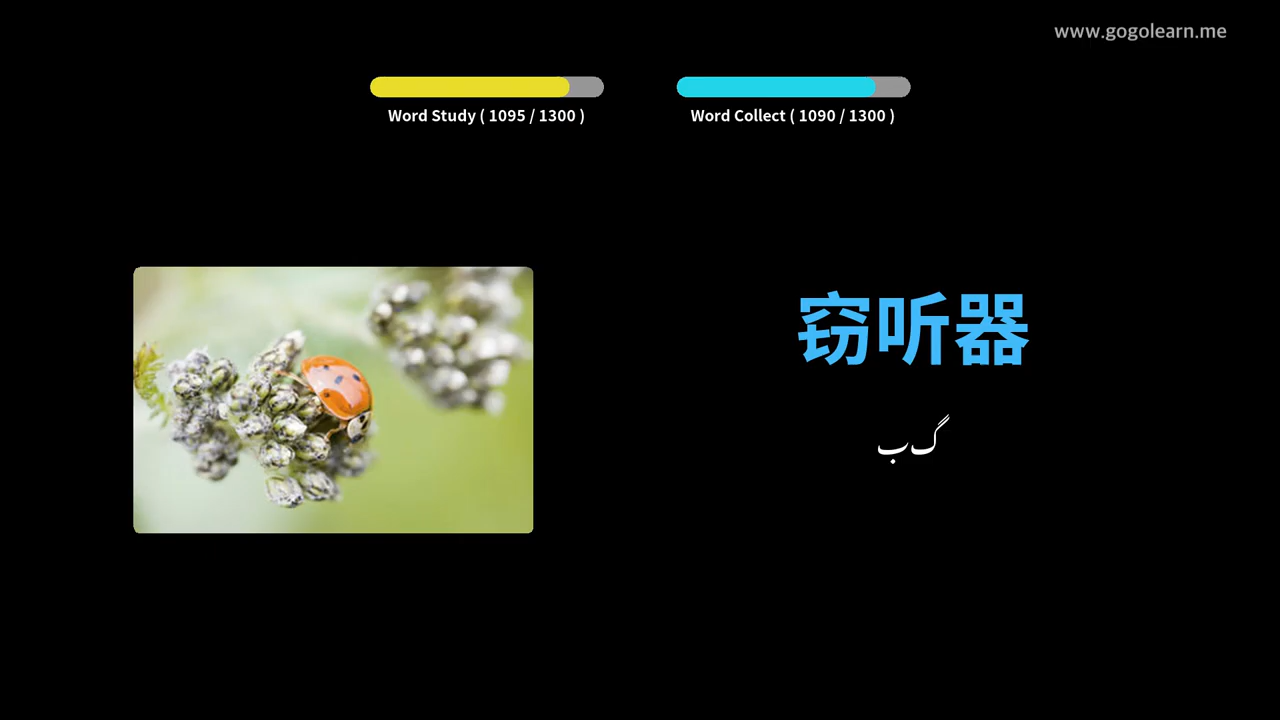 www.gogolearn.me
Word Study ( 1095 / 1300 )
Word Collect ( 1090 / 1300 )
窃听器
گ ب